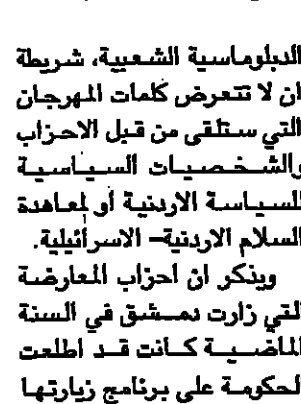 الدبلوماسية الشعبية، شريطة
ان لا تتعرض كلمات المهرجان
التي ستلقى من قبل الاحزاب
والشخصيات السياسية
للسياسة الاردنية أو لمعاهدة
السلام الاردنية- الاسرائيلية.
ويذكر ان احزاب المعارضة
التي زارت دمشق في السنة
الماضية كانت قد اطلعت
لحكومة على برنامج زيارتها